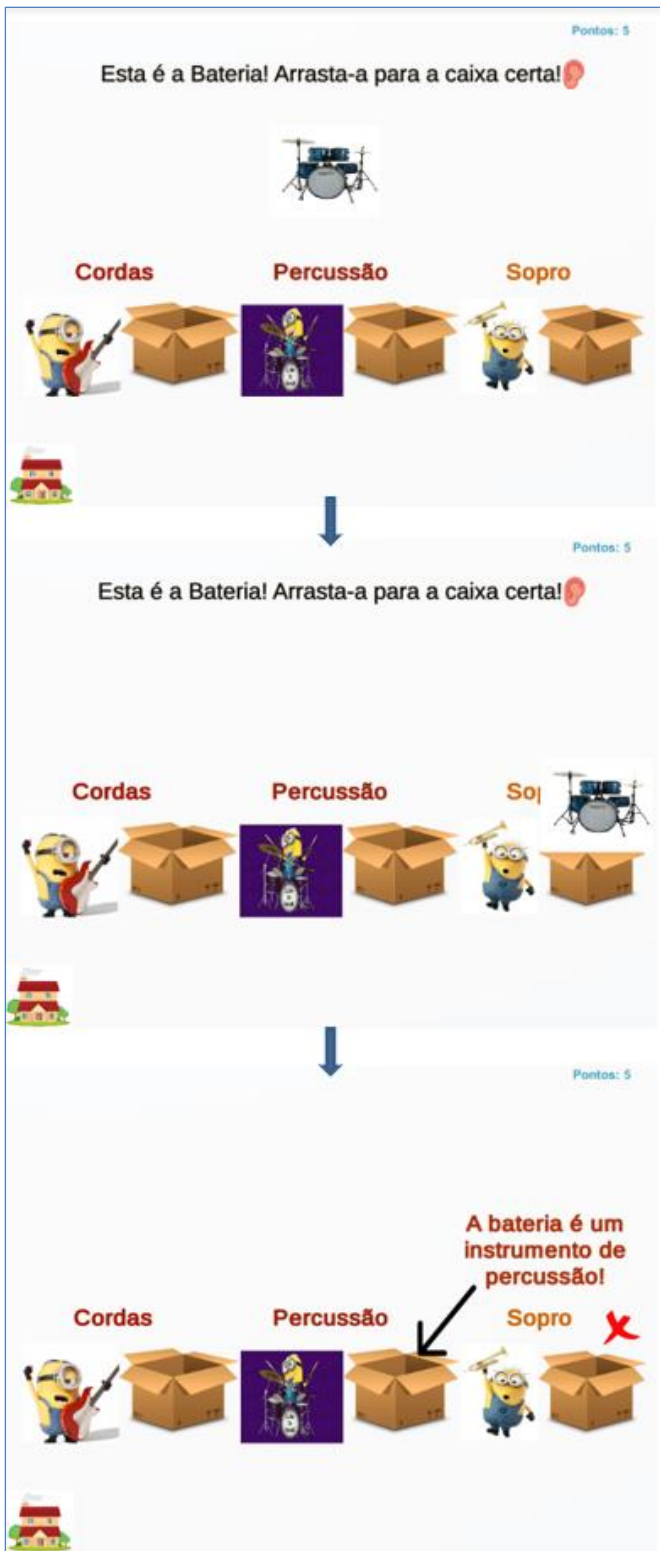 Pontos: 5
Esta é a Bateria! Arrasta-a para a caixa certa!
Cordas Percussão Sopro
Pontos: 5
Esta é a Bateria! Arrasta-a para a caixa certa!
Cordas Percussão So
Pontos: 5
A bateria é um
instrumento de
percussão!
Cordas Percussão Sopro